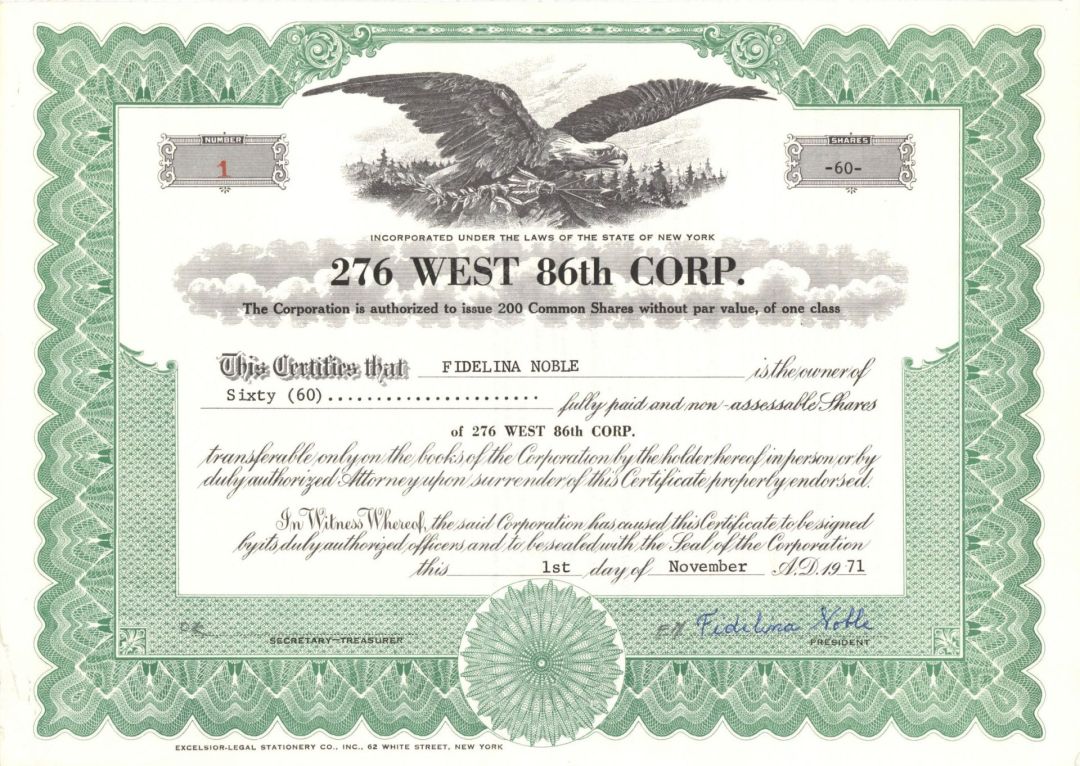 NUMBER
1
SHARES
-60-
INCORPORATED UNDER THE LAWS OF THE STATE OF NEW YORK
276 WEST 86th CORP.
The Corporation is authorized to issue 200 Common Shares without par value, of one class
This Certifies that FIDELINA NOBLE is the owner of
Sixty (60)...................... fully paid and non-assessable Shares
of 276 WEST 86th CORP.
transferable only on the books of the Corporation by the holder hereof in person or by
duly authorized Attorney upon surrender of this Certificate properly endorsed.
In Witness Whereof, the said Corporation has caused this Certificate to be signed
by its duly authorized officers and to be sealed with the Seal of the Corporation
this 1st day of November A.D. 19 71
Fidelina Noble
SECRETARY-TREASURER
PRESIDENT
EXCELSIOR-LEGAL STATIONERY CO., INC., 62 WHITE STREET, NEW YORK